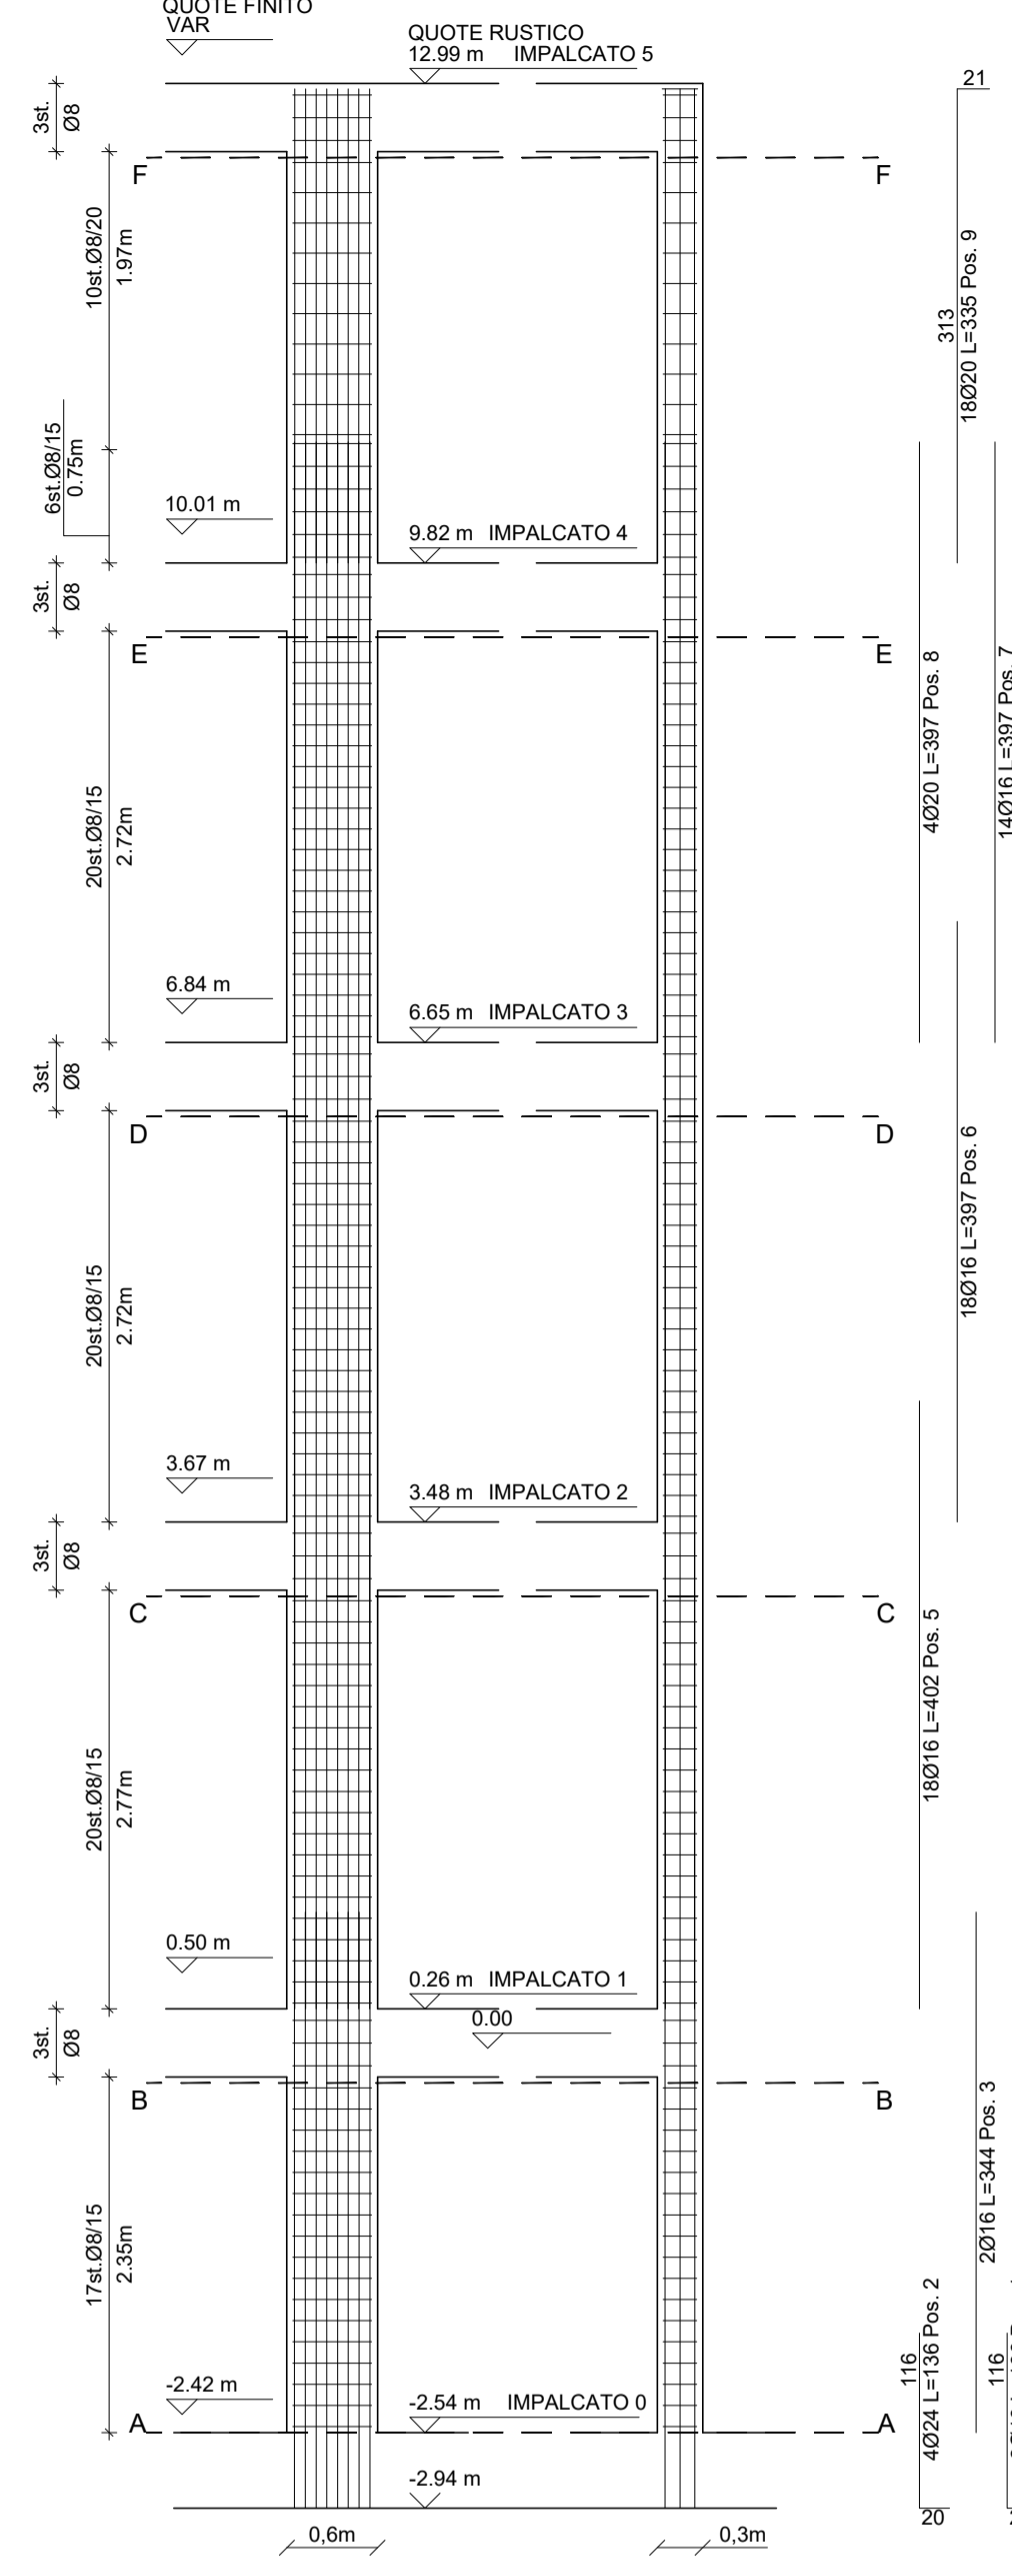 QUOTE FINITO
VAR
QUOTE RUSTICO
12.99 m IMPALCATO 5
21
3st.
Ø8
F
F
10st.Ø8/20
1.97m
313
18Ø20 L=335 Pos. 9
6st.Ø8/15
0.75m
10.01 m
9.82 m IMPALCATO 4
3st.
Ø8
E
E
4Ø20 L=397 Pos. 8
14Ø16 L=397 Pos. 7
20st.Ø8/15
2.72m
6.84 m
6.65 m IMPALCATO 3
3st.
Ø8
D
D
18Ø16 L=397 Pos. 6
20st.Ø8/15
2.72m
3.67 m
3.48 m IMPALCATO 2
3st.
Ø8
C
C
18Ø16 L=402 Pos. 5
20st.Ø8/15
2.77m
0.50 m
0.26 m IMPALCATO 1
0.00
3st.
Ø8
B
B
2Ø16 L=344 Pos. 3
17st.Ø8/15
2.35m
116
4Ø24 L=136 Pos. 2
116
-2.42 m
-2.54 m IMPALCATO 0
A
A
-2.94 m
20
0,6m
0,3m